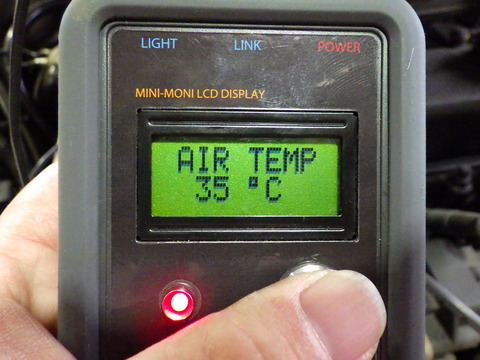 LIGHT LINK POWER
MINI-MONI LCD DISPLAY
AIR TEMP
35 °C